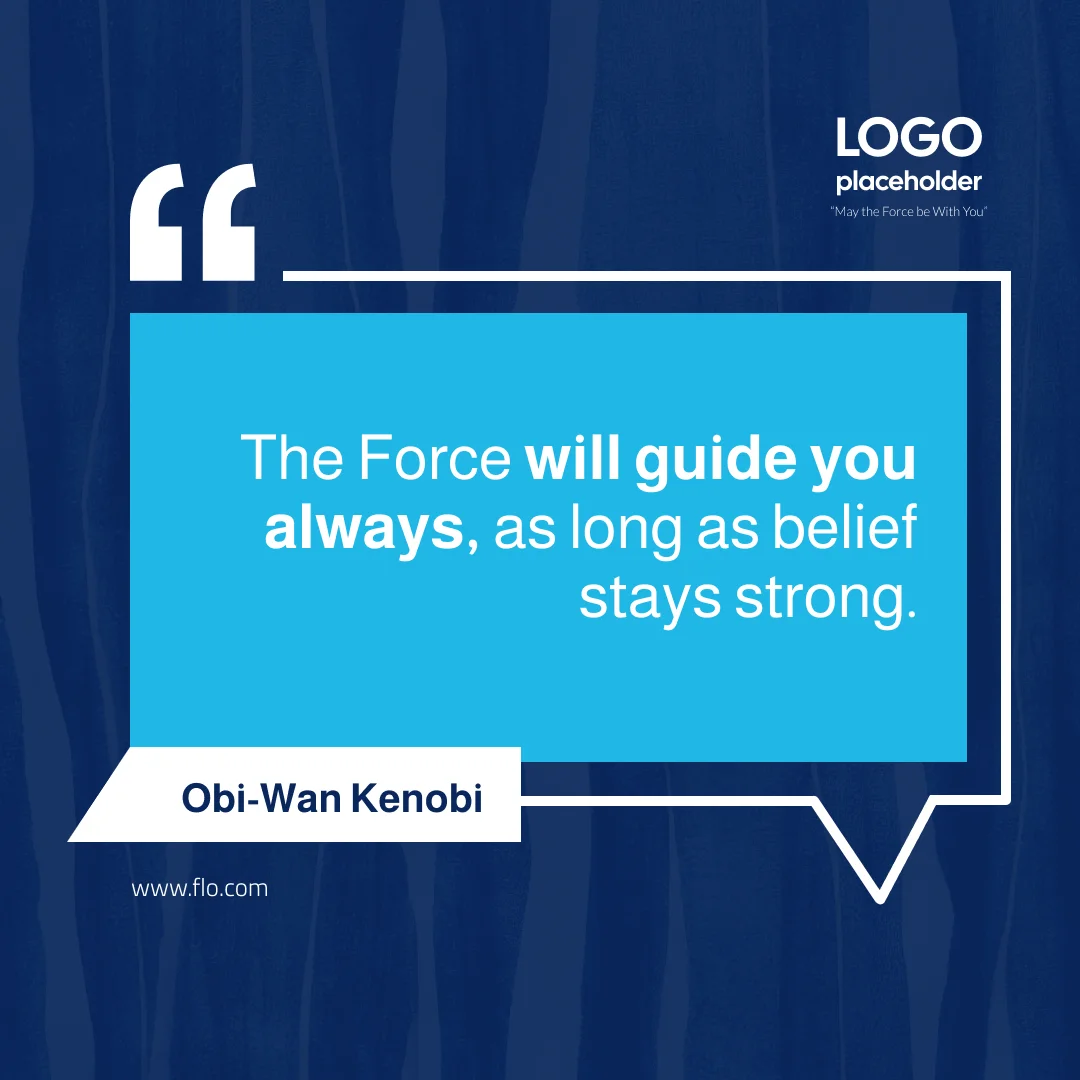 LOGO
placeholder
“May the Force be With You”
The Force will guide you
always, as long as belief
stays strong.
Obi-Wan Kenobi
www.flo.com